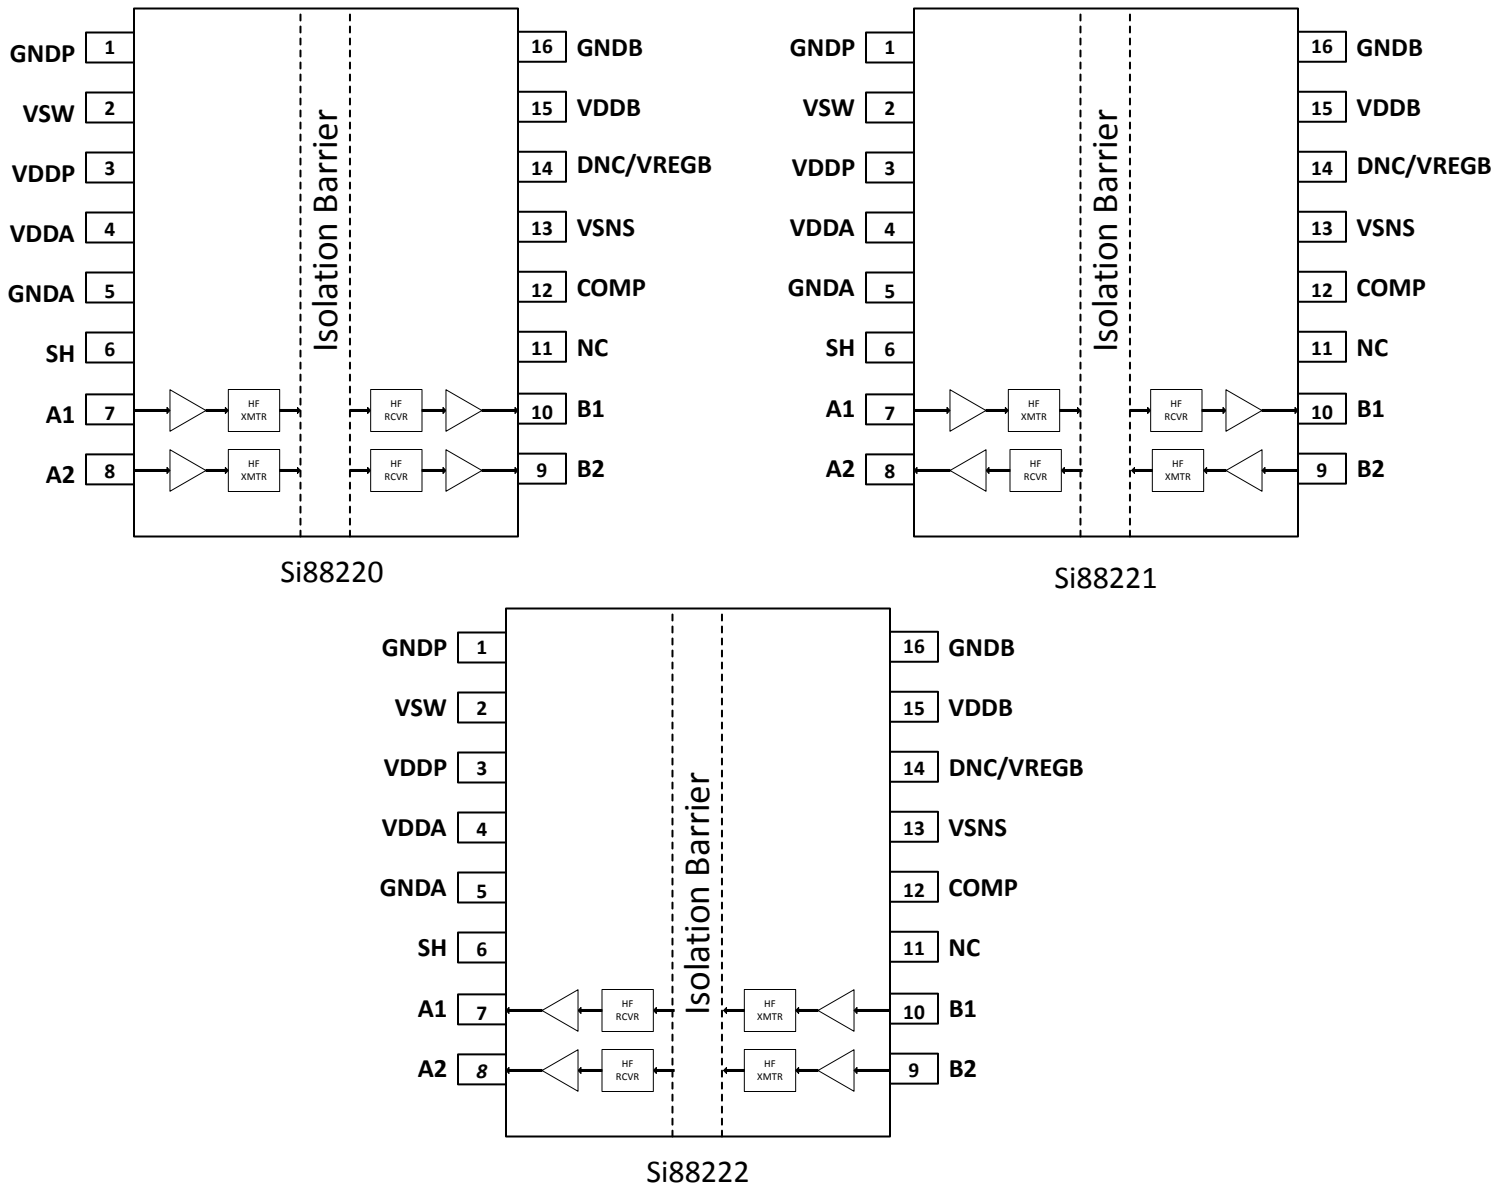 GNDP 1
VSW 2
VDDP 3
VDDA 4
GNDA 5
SH 6
A1 7
A2 8
HF XMTR
HF XMTR
Isolation Barrier
HF RCVR
HF RCVR
16 GNDB
15 VDDB
14 DNC/VREGB
13 VSNS
12 COMP
11 NC
10 B1
9 B2
Si88220
GNDP 1
VSW 2
VDDP 3
VDDA 4
GNDA 5
SH 6
A1 7
A2 8
HF XMTR
HF RCVR
Isolation Barrier
HF RCVR
HF XMTR
16 GNDB
15 VDDB
14 DNC/VREGB
13 VSNS
12 COMP
11 NC
10 B1
9 B2
Si88221
GNDP 1
VSW 2
VDDP 3
VDDA 4
GNDA 5
SH 6
A1 7
A2 8
HF RCVR
HF RCVR
Isolation Barrier
HF XMTR
HF XMTR
16 GNDB
15 VDDB
14 DNC/VREGB
13 VSNS
12 COMP
11 NC
10 B1
9 B2
Si88222